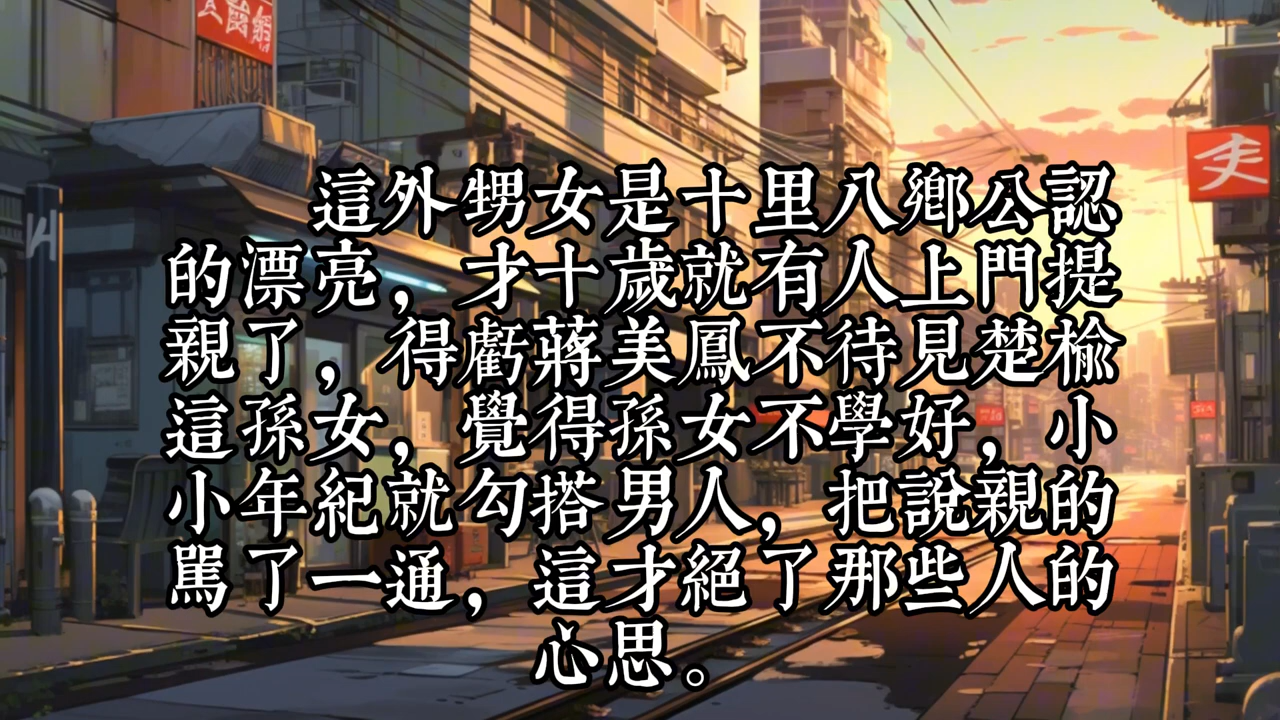 這外甥女是十里八鄉公認
的漂亮，才十歲就有人上門提
親了，得虧蔣美鳳不待見楚榆
這孫女，覺得孫女不學好，小
小年紀就勾搭男人，把說親的
罵了一通，這才絕了那些人的
心思。